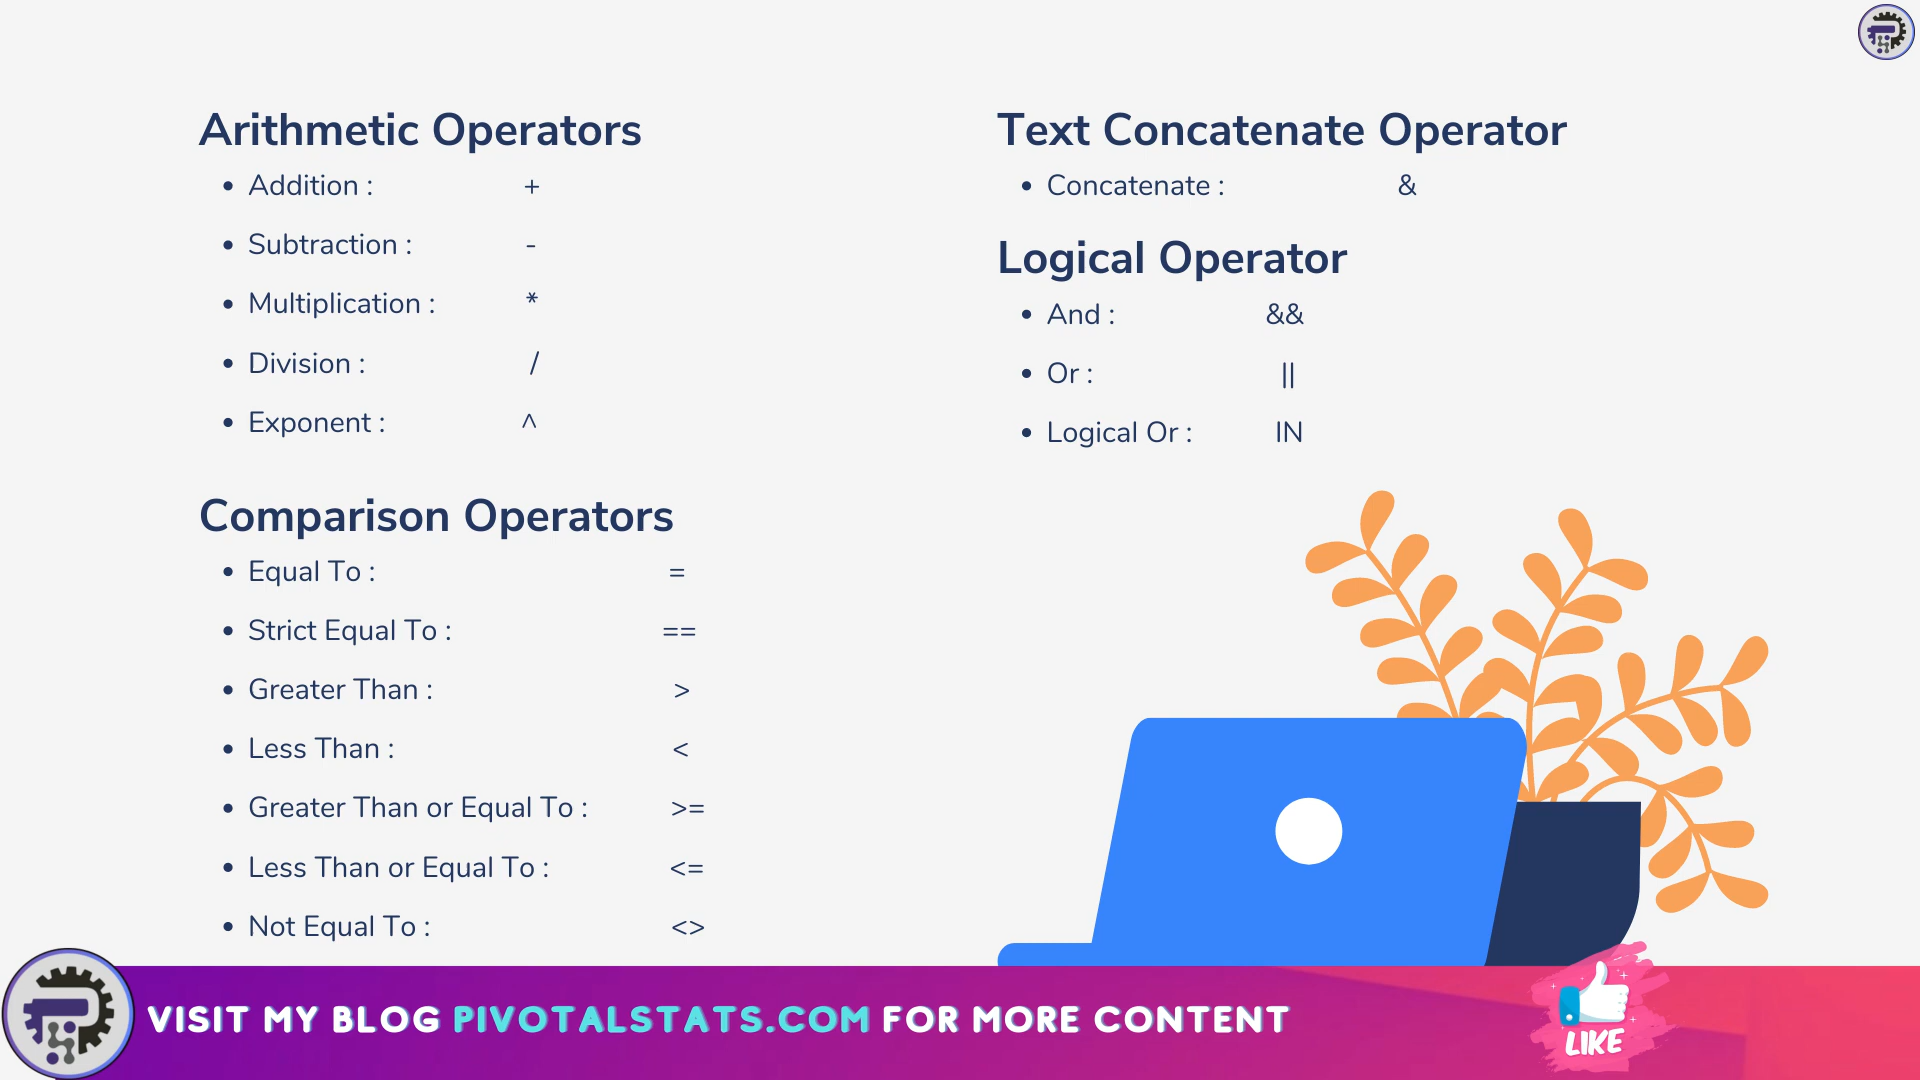 Arithmetic Operators
• Addition : +
• Subtraction : -
• Multiplication : *
• Division : /
• Exponent : ^
Comparison Operators
• Equal To : =
• Strict Equal To : ==
• Greater Than : >
• Less Than : <
• Greater Than or Equal To : >=
• Less Than or Equal To : <=
• Not Equal To : <>
Text Concatenate Operator
• Concatenate : &
Logical Operator
• And : &&
• Or : ||
• Logical Or : IN
VISIT MY BLOG PIVOTALSTATS.COM FOR MORE CONTENT
LIKE